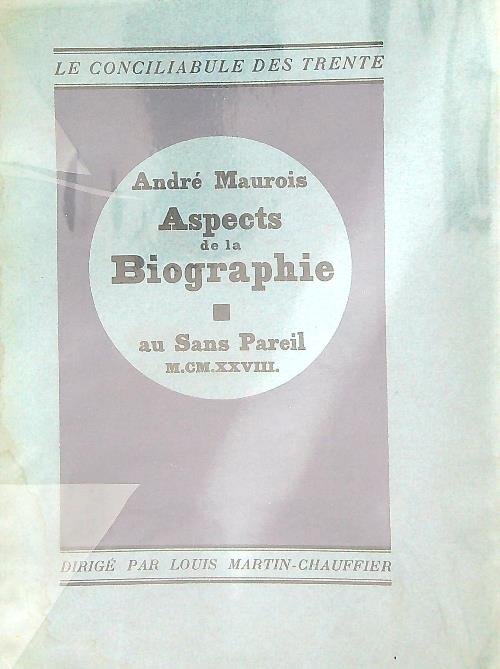 LE CONCILIABULE DES TRENTE
André Maurois
Aspects
de la
Biographie
au Sans Pareil
M.CM.XXVIII.
DIRIGÉ PAR LOUIS MARTIN-CHAUFFIER